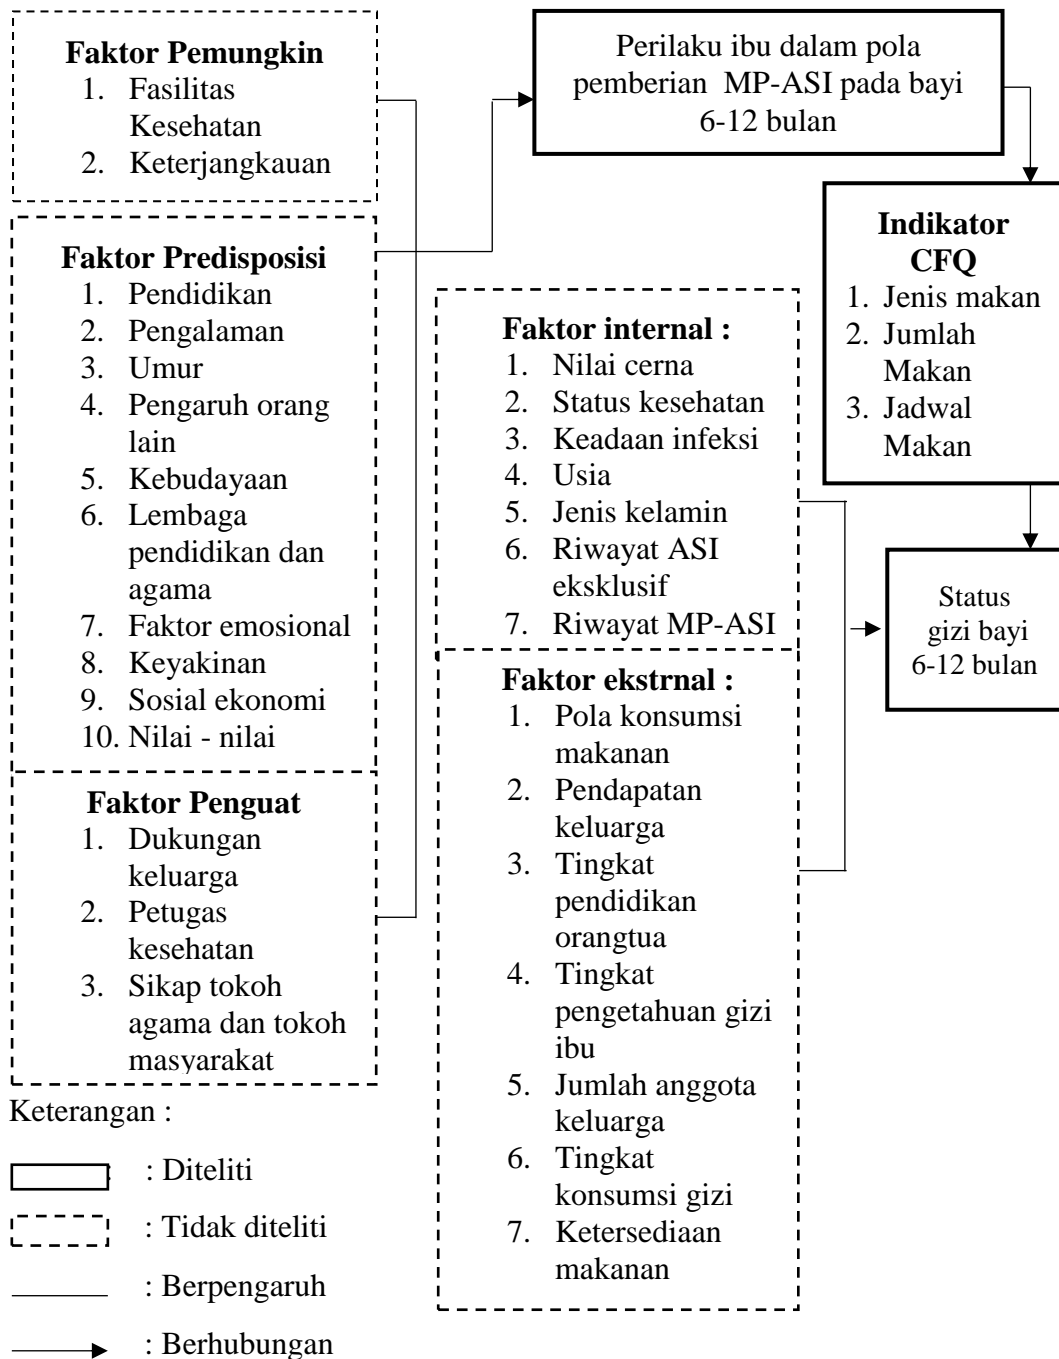 Faktor Pemungkin
1. Fasilitas
Kesehatan
2. Keterjangkauan
Faktor Predisposisi
1. Pendidikan
2. Pengalaman
3. Umur
4. Pengaruh orang
lain
5. Kebudayaan
6. Lembaga
pendidikan dan
agama
7. Faktor emosional
8. Keyakinan
9. Sosial ekonomi
10. Nilai - nilai
Faktor Penguat
1. Dukungan
keluarga
2. Petugas
kesehatan
3. Sikap tokoh
agama dan tokoh
masyarakat
Perilaku ibu dalam pola
pemberian MP-ASI pada bayi
6-12 bulan
Faktor internal :
1. Nilai cerna
2. Status kesehatan
3. Keadaan infeksi
4. Usia
5. Jenis kelamin
6. Riwayat ASI
eksklusif
7. Riwayat MP-ASI
Faktor ekstrnal :
1. Pola konsumsi
makanan
2. Pendapatan
keluarga
3. Tingkat
pendidikan
orangtua
4. Tingkat
pengetahuan gizi
ibu
5. Jumlah anggota
keluarga
6. Tingkat
konsumsi gizi
7. Ketersediaan
makanan
Indikator
CFQ
1. Jenis makan
2. Jumlah
Makan
3. Jadwal
Makan
Status
gizi bayi
6-12 bulan
Keterangan :
: Diteliti
: Tidak diteliti
: Berpengaruh
: Berhubungan